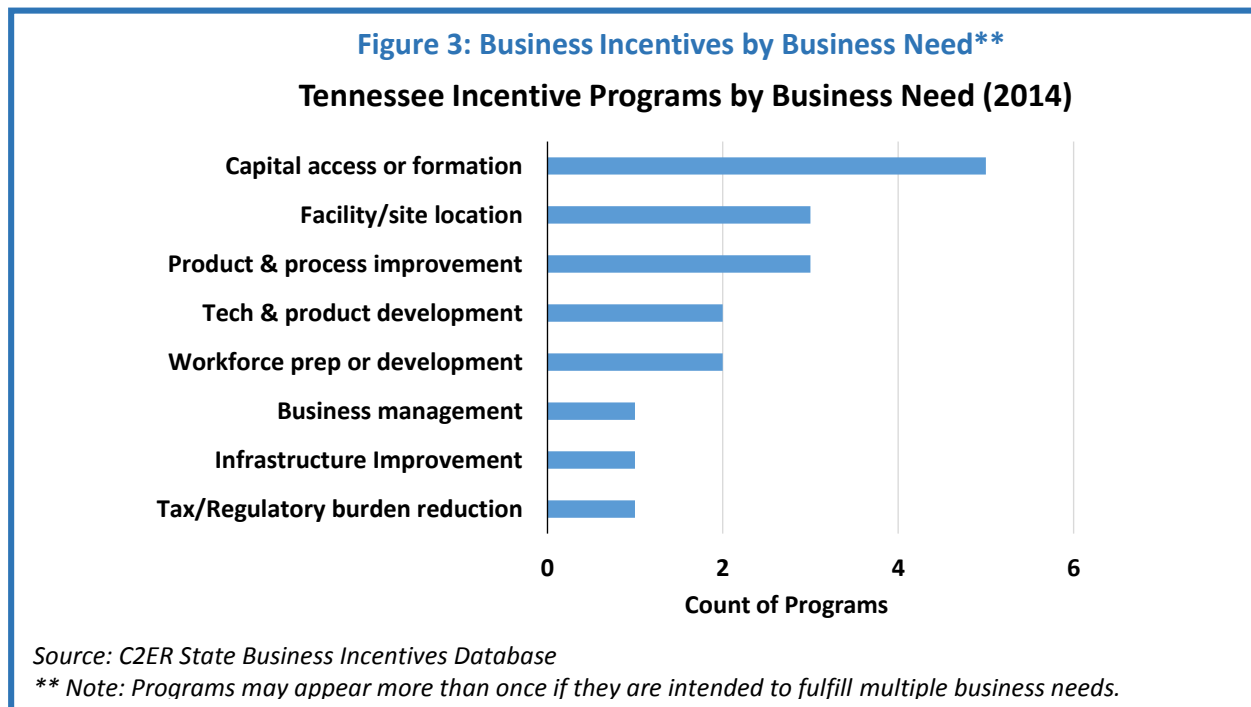 Figure 3: Business Incentives by Business Need**
Tennessee Incentive Programs by Business Need (2014)
Capital access or formation
Facility/site location
Product & process improvement
Tech & product development
Workforce prep or development
Business management
Infrastructure Improvement
Tax/Regulatory burden reduction
0 2 4 6
Count of Programs
Source: C2ER State Business Incentives Database
** Note: Programs may appear more than once if they are intended to fulfill multiple business needs.